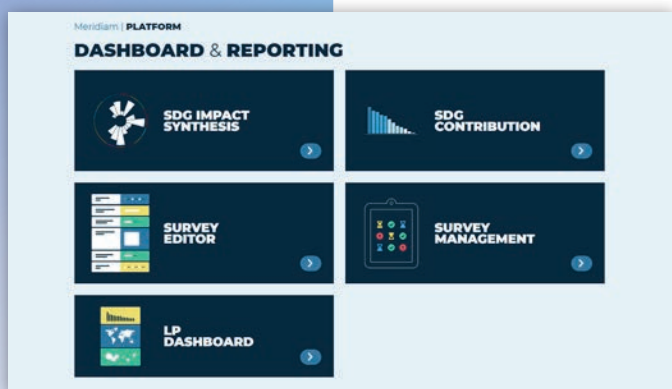 Meridiam | PLATFORM
DASHBOARD & REPORTING
SDG IMPACT
SYNTHESIS
SDG
CONTRIBUTION
SURVEY
EDITOR
SURVEY
MANAGEMENT
LP
DASHBOARD